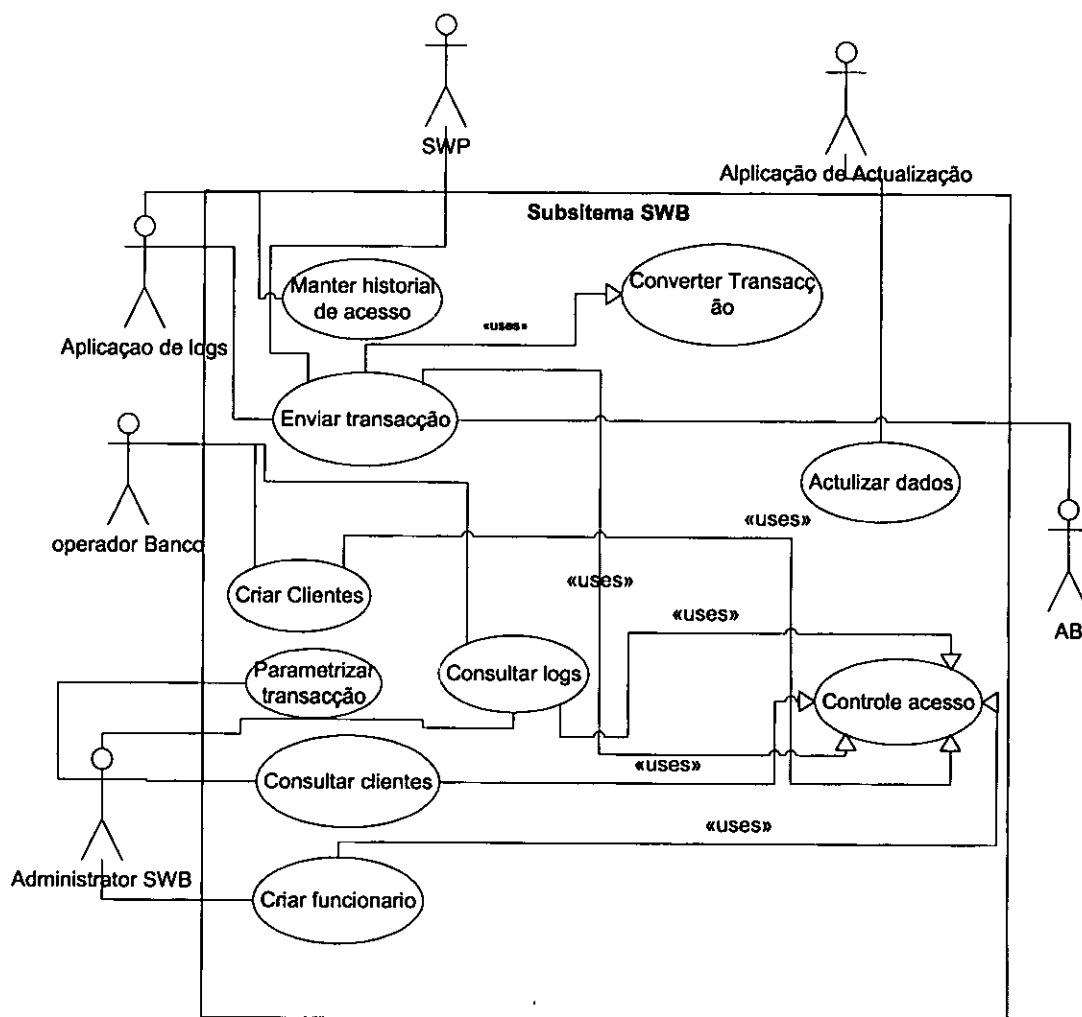 SWP
Alplicação de Actualização
Subsitema SWB
Manter historial
de acesso
Converter Transacç
ão
«uses»
Aplicaçao de logs
Enviar transacção
Actulizar dados
operador Banco
«uses»
AB
Criar Clientes
«uses»
«uses»
Parametrizar
transacção
Consultar logs
Controle acesso
«uses»
Consultar clientes
«uses»
Administrator SWB
Criar funcionario